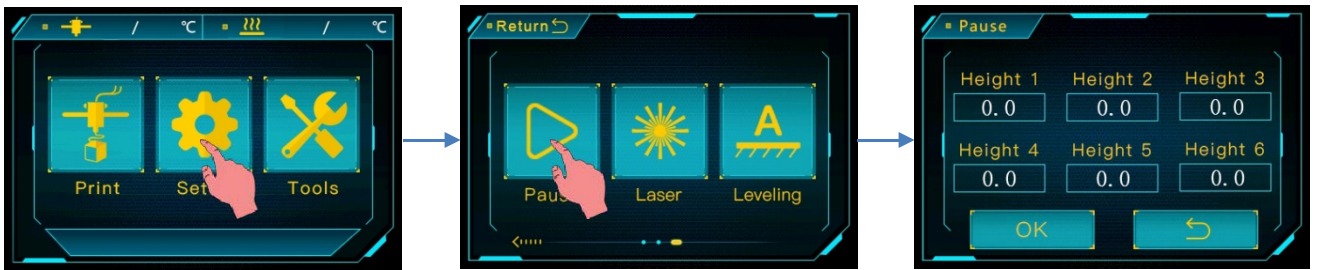 / ℃ / ℃
Print Set Tools
Return
A
Paus Laser Leveling
Pause
Height 1 Height 2 Height 3
0.0 0.0 0.0
Height 4 Height 5 Height 6
0.0 0.0 0.0
OK